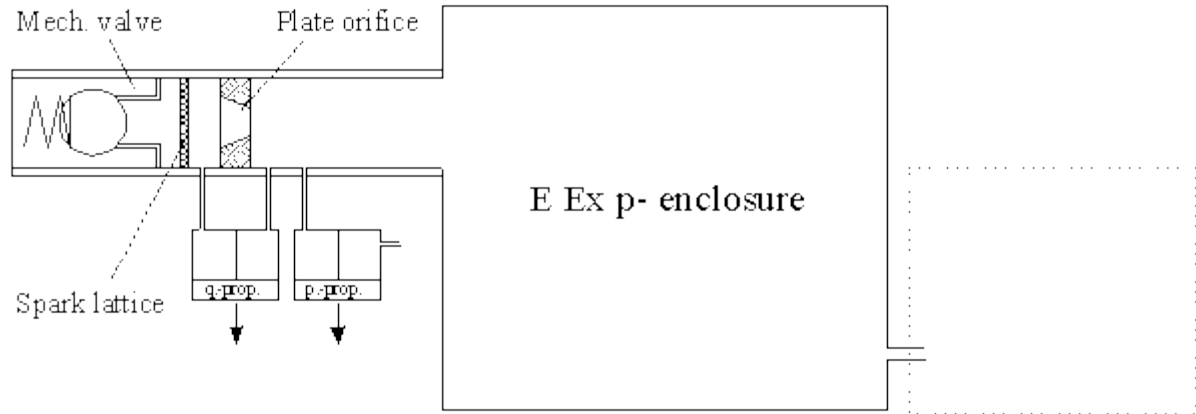 Mech. valve
Plate orifice
E Ex p- enclosure
q.-prop.
p.-prop.
Spark lattice